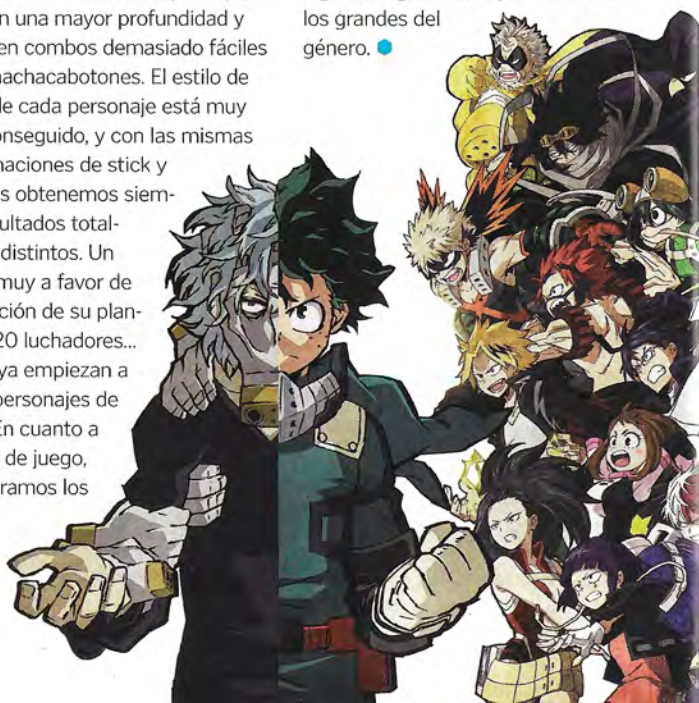 n una mayor profundidad y
en combos demasiado fáciles
nachacabotones. El estilo de
de cada personaje está muy
onseguido, y con las mismas
naciones de stick y
s obtenemos siem-
ultados total-
distintos. Un
muy a favor de
ción de su plan-
20 luchadores...
ya empiezan a
personajes de
En cuanto a
de juego,
ramos los
los grandes del
género.